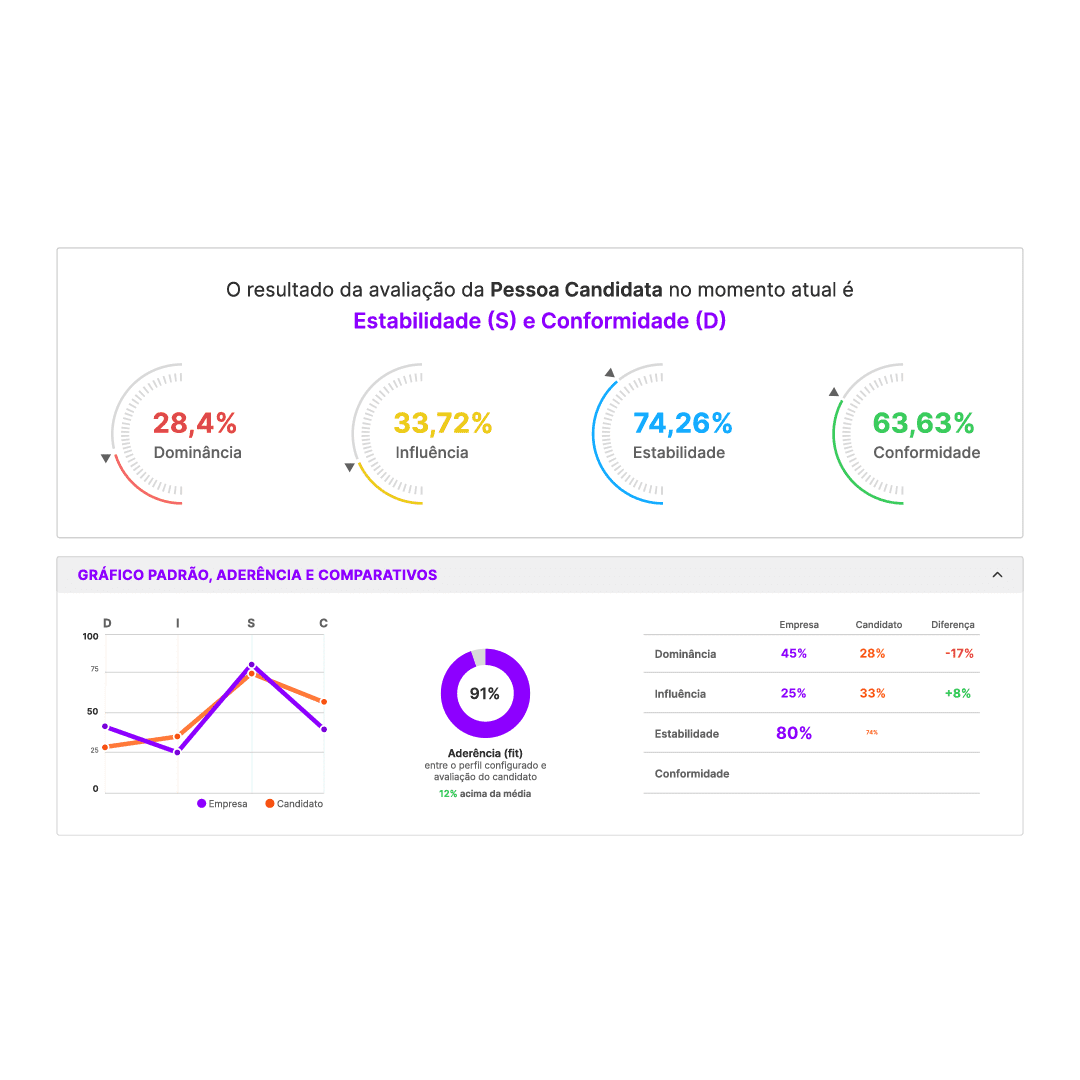 O resultado da avaliação da Pessoa Candidata no momento atual é
Estabilidade (S) e Conformidade (D)
28,4%
Dominância
33,72%
Influência
74,26%
Estabilidade
63,63%
Conformidade
GRÁFICO PADRÃO, ADERÊNCIA E COMPARATIVOS
D I S C
100
75
50
25
0
Empresa Candidato
91%
Aderência (fit)
entre o perfil configurado e
avaliação do candidato
12% acima da média
Empresa Candidato Diferença
Dominância 45% 28% -17%
Influência 25% 33% +8%
Estabilidade 80% 74%
Conformidade